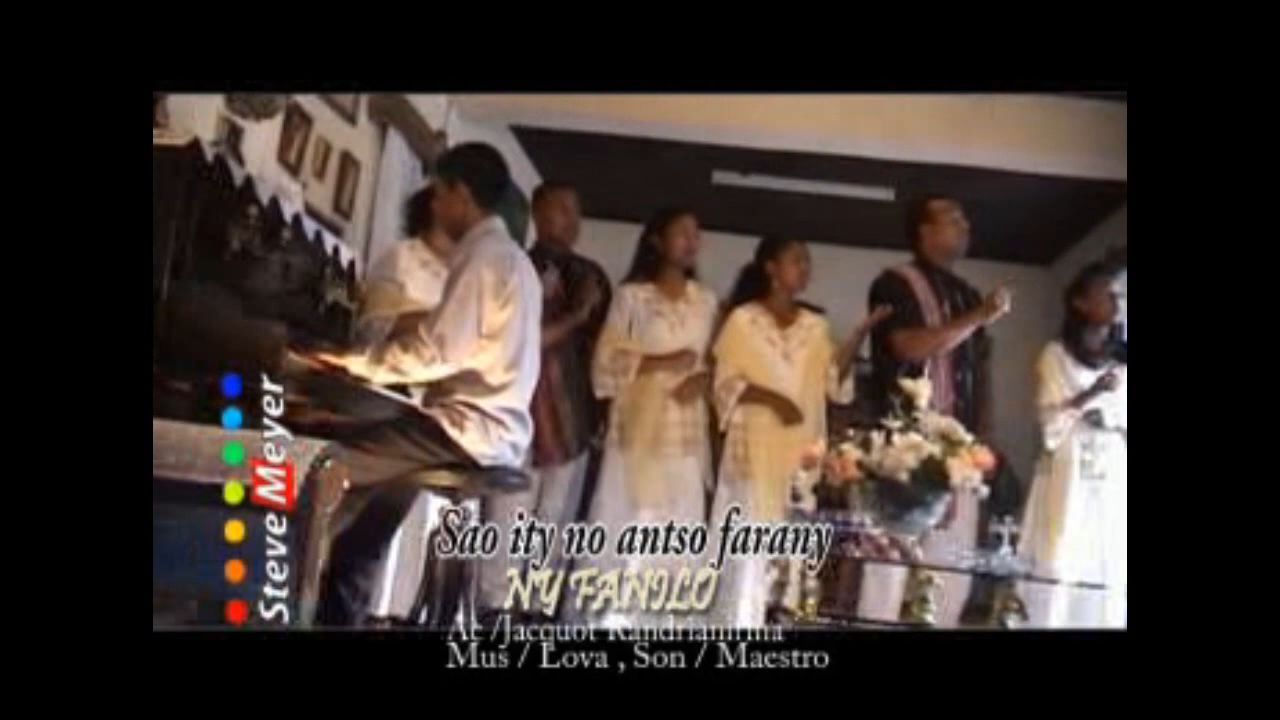 Sao ity no antso farany
NY FANILO
Ac /Jacquot Randrianirina
Mus / Lova , Son / Maestro
Steve Meyer